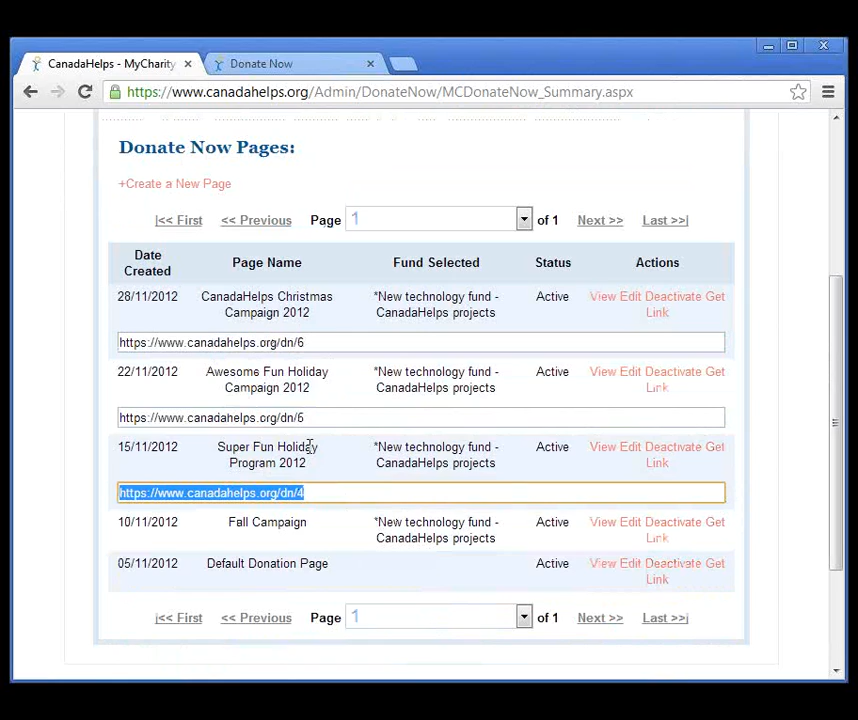 CanadaHelps - MyCharity
Donate Now
https://www.canadahelps.org/Admin/DonateNow/MCDonateNow_Summary.aspx
Donate Now Pages:
+Create a New Page
|<< First << Previous Page 1 of 1 Next >> Last >>|
Date Created Page Name Fund Selected Status Actions
28/11/2012 CanadaHelps Christmas Campaign 2012 *New technology fund - CanadaHelps projects Active View Edit Deactivate Get Link
https://www.canadahelps.org/dn/6
22/11/2012 Awesome Fun Holiday Campaign 2012 *New technology fund - CanadaHelps projects Active View Edit Deactivate Get Link
https://www.canadahelps.org/dn/6
15/11/2012 Super Fun Holiday Program 2012 *New technology fund - CanadaHelps projects Active View Edit Deactivate Get Link
https://www.canadahelps.org/dn/4
10/11/2012 Fall Campaign *New technology fund - CanadaHelps projects Active View Edit Deactivate Get Link
05/11/2012 Default Donation Page Active View Edit Deactivate Get Link
|<< First << Previous Page 1 of 1 Next >> Last >>|